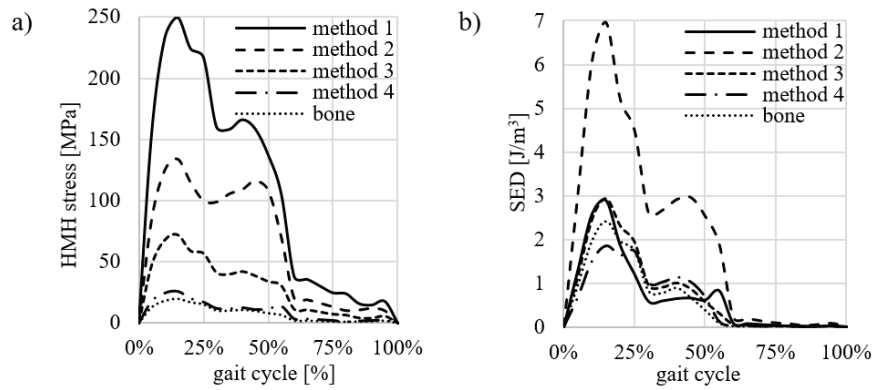 a)
HMH stress [MPa]
250
200
150
100
50
0
0%
25%
50%
75%
100%
gait cycle [%]
method 1
method 2
method 3
method 4
bone
b)
SED [J/m³]
7
6
5
4
3
2
1
0
0%
25%
50%
75%
100%
gait cycle
method 1
method 2
method 3
method 4
bone